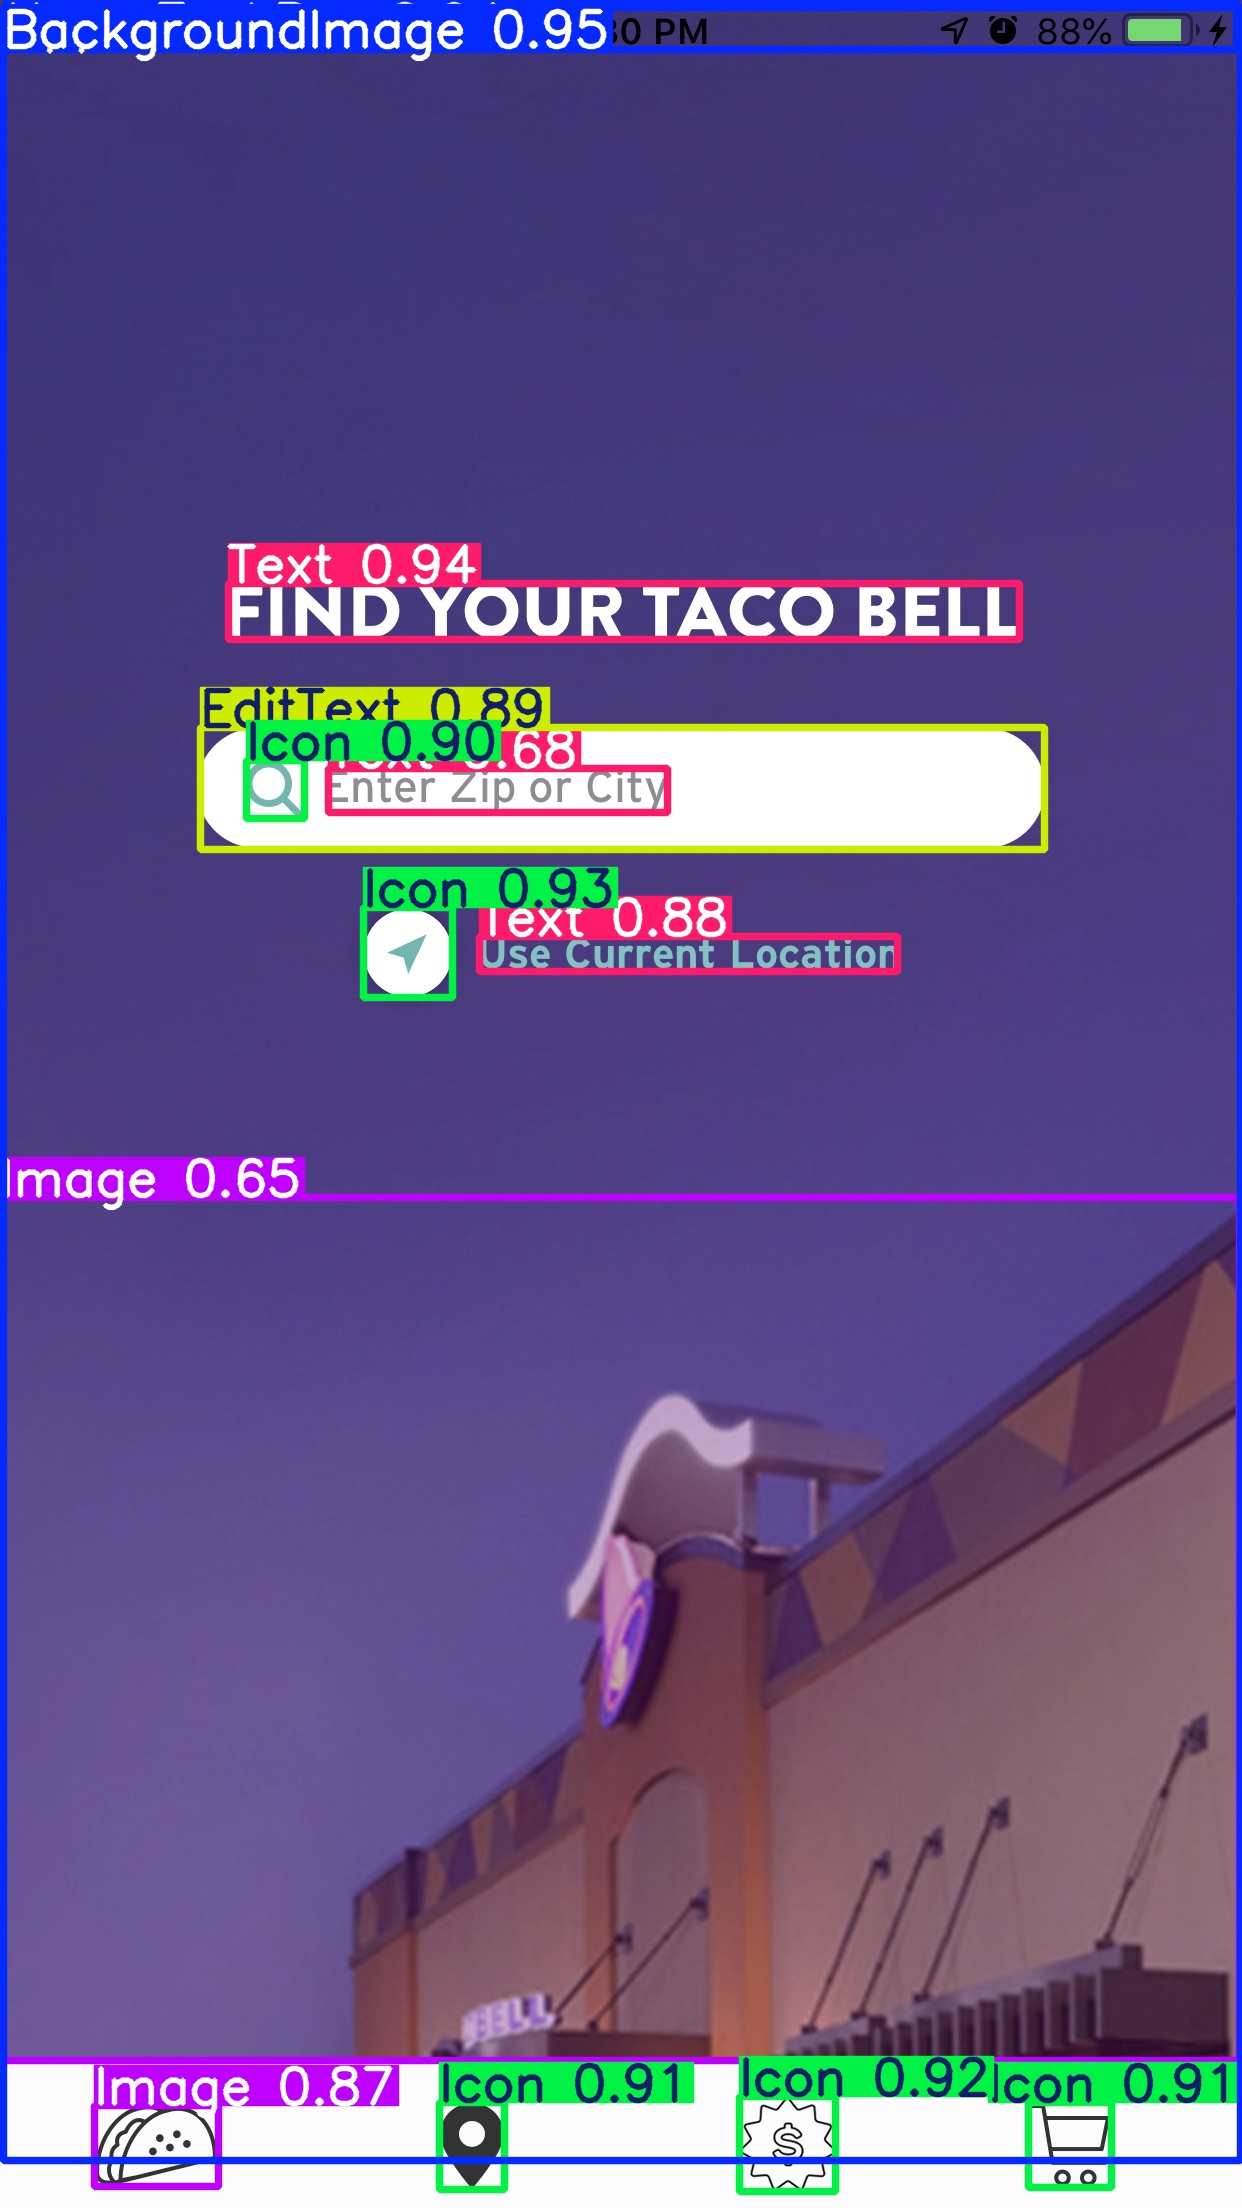 BackgroundImage 0.95
30 PM
88%
Text 0.94
FIND YOUR TACO BELL
EditText 0.89
Icon 0.90
0.68
Enter Zip or City
Icon 0.93
Text 0.88
Use Current Location
Image 0.65
BELL
Image 0.87
Icon 0.91
Icon 0.92
Icon 0.91
$